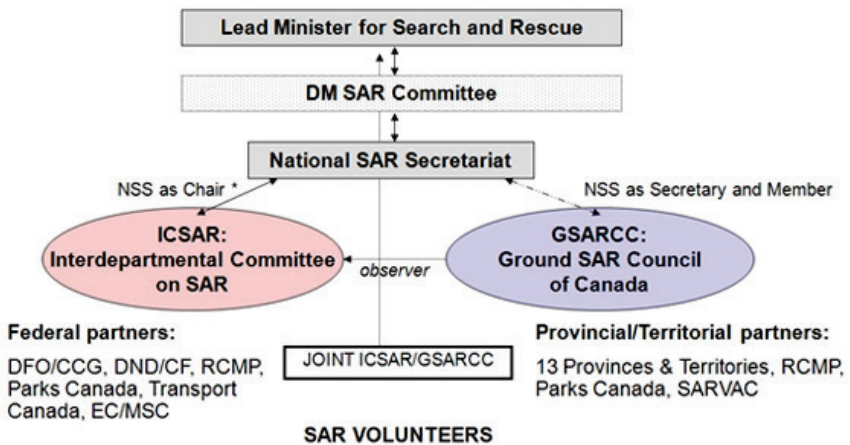 Lead Minister for Search and Rescue
DM SAR Committee
National SAR Secretariat
NSS as Chair *
NSS as Secretary and Member
ICSAR:
Interdepartmental Committee
on SAR
observer
GSARCC:
Ground SAR Council
of Canada
Federal partners:
DFO/CCG, DND/CF, RCMP,
Parks Canada, Transport
Canada, EC/MSC
JOINT ICSAR/GSARCC
Provincial/Territorial partners:
13 Provinces & Territories, RCMP,
Parks Canada, SARVAC
SAR VOLUNTEERS